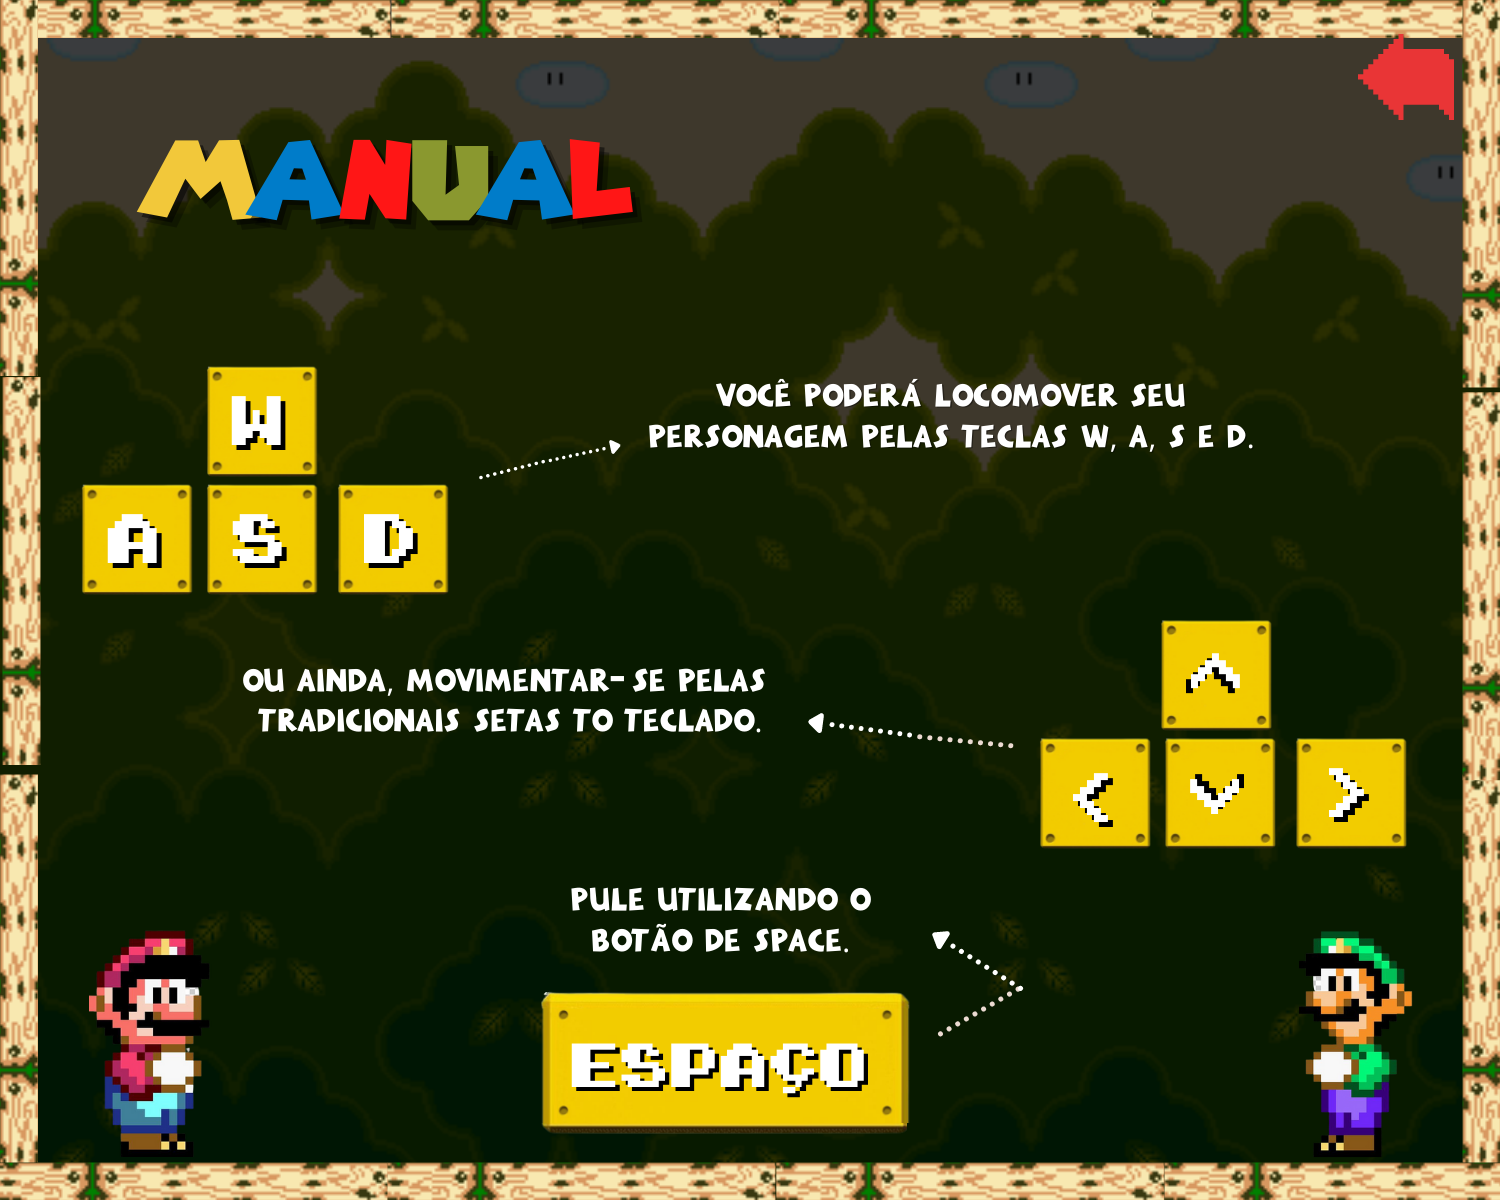 MANUAL
W
A S D
VOCÊ PODERÁ LOCOMOVER SEU
PERSONAGEM PELAS TECLAS W, A, S E D.
OU AINDA, MOVIMENTAR-SE PELAS
TRADICIONAIS SETAS TO TECLADO.
^
< v >
PULE UTILIZANDO O
BOTÃO DE SPACE.
ESPAÇO